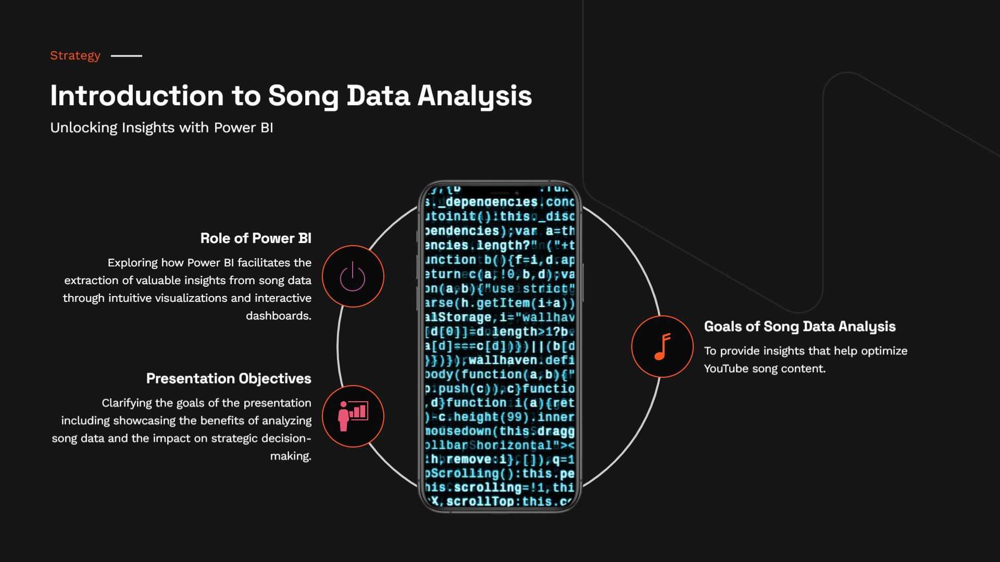 Strategy
Introduction to Song Data Analysis
Unlocking Insights with Power BI
Role of Power BI
Exploring how Power BI facilitates the
extraction of valuable insights from song data
through intuitive visualizations and interactive
dashboards.
Presentation Objectives
Clarifying the goals of the presentation
including showcasing the benefits of analyzing
song data and the impact on strategic decision-
making.
s._dependencies
utoinit()!this._disc
pendencies);var a=th
encies.length?" ("+t
unction b(){f=i,d.ap
eturn c(a,!0,b,d);va
on(a,b){"use strict"
arse(h.getItem(i+a))
alStorage,i="wallhav
[d[0]]=d.length>1?b.
a[d]===c[d])})||(b[d
}})});wallhaven.defi
body(function(a,b){"
p.push(c)),c}functio
,d}function i(a){ret
)-c.height(99).inner
mousedown(this.dragg
ollbar horizontal"><
:h,remove:i},[]),q=1
oScrolling():this.pe
his.scrolling=!1,thi
X,scrollTop:this.c
Goals of Song Data Analysis
To provide insights that help optimize
YouTube song content.